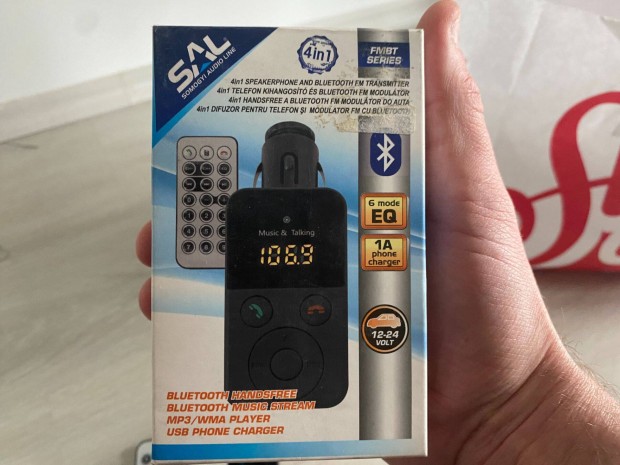 SAL
SOMOGYI AUDIO LINE
4in1
FMBT
SERIES
4in1 SPEAKERPHONE AND BLUETOOTH FM TRANSMITTER
4in1 TELEFON KIHANGOSÍTÓ ÉS BLUETOOTH FM MODULÁTOR
4in1 HANDSFREE A BLUETOOTH FM MODULÁTOR DO AUTA
4in1 DIFUZOR PENTRU TELEFON ȘI MODULATOR FM CU BLUETOOTH
6 mode
EQ
1A
phone
charger
Music & Talking
106.9
12-24
VOLT
BLUETOOTH HANDSFREE
BLUETOOTH MUSIC STREAM
MP3/WMA PLAYER
USB PHONE CHARGER